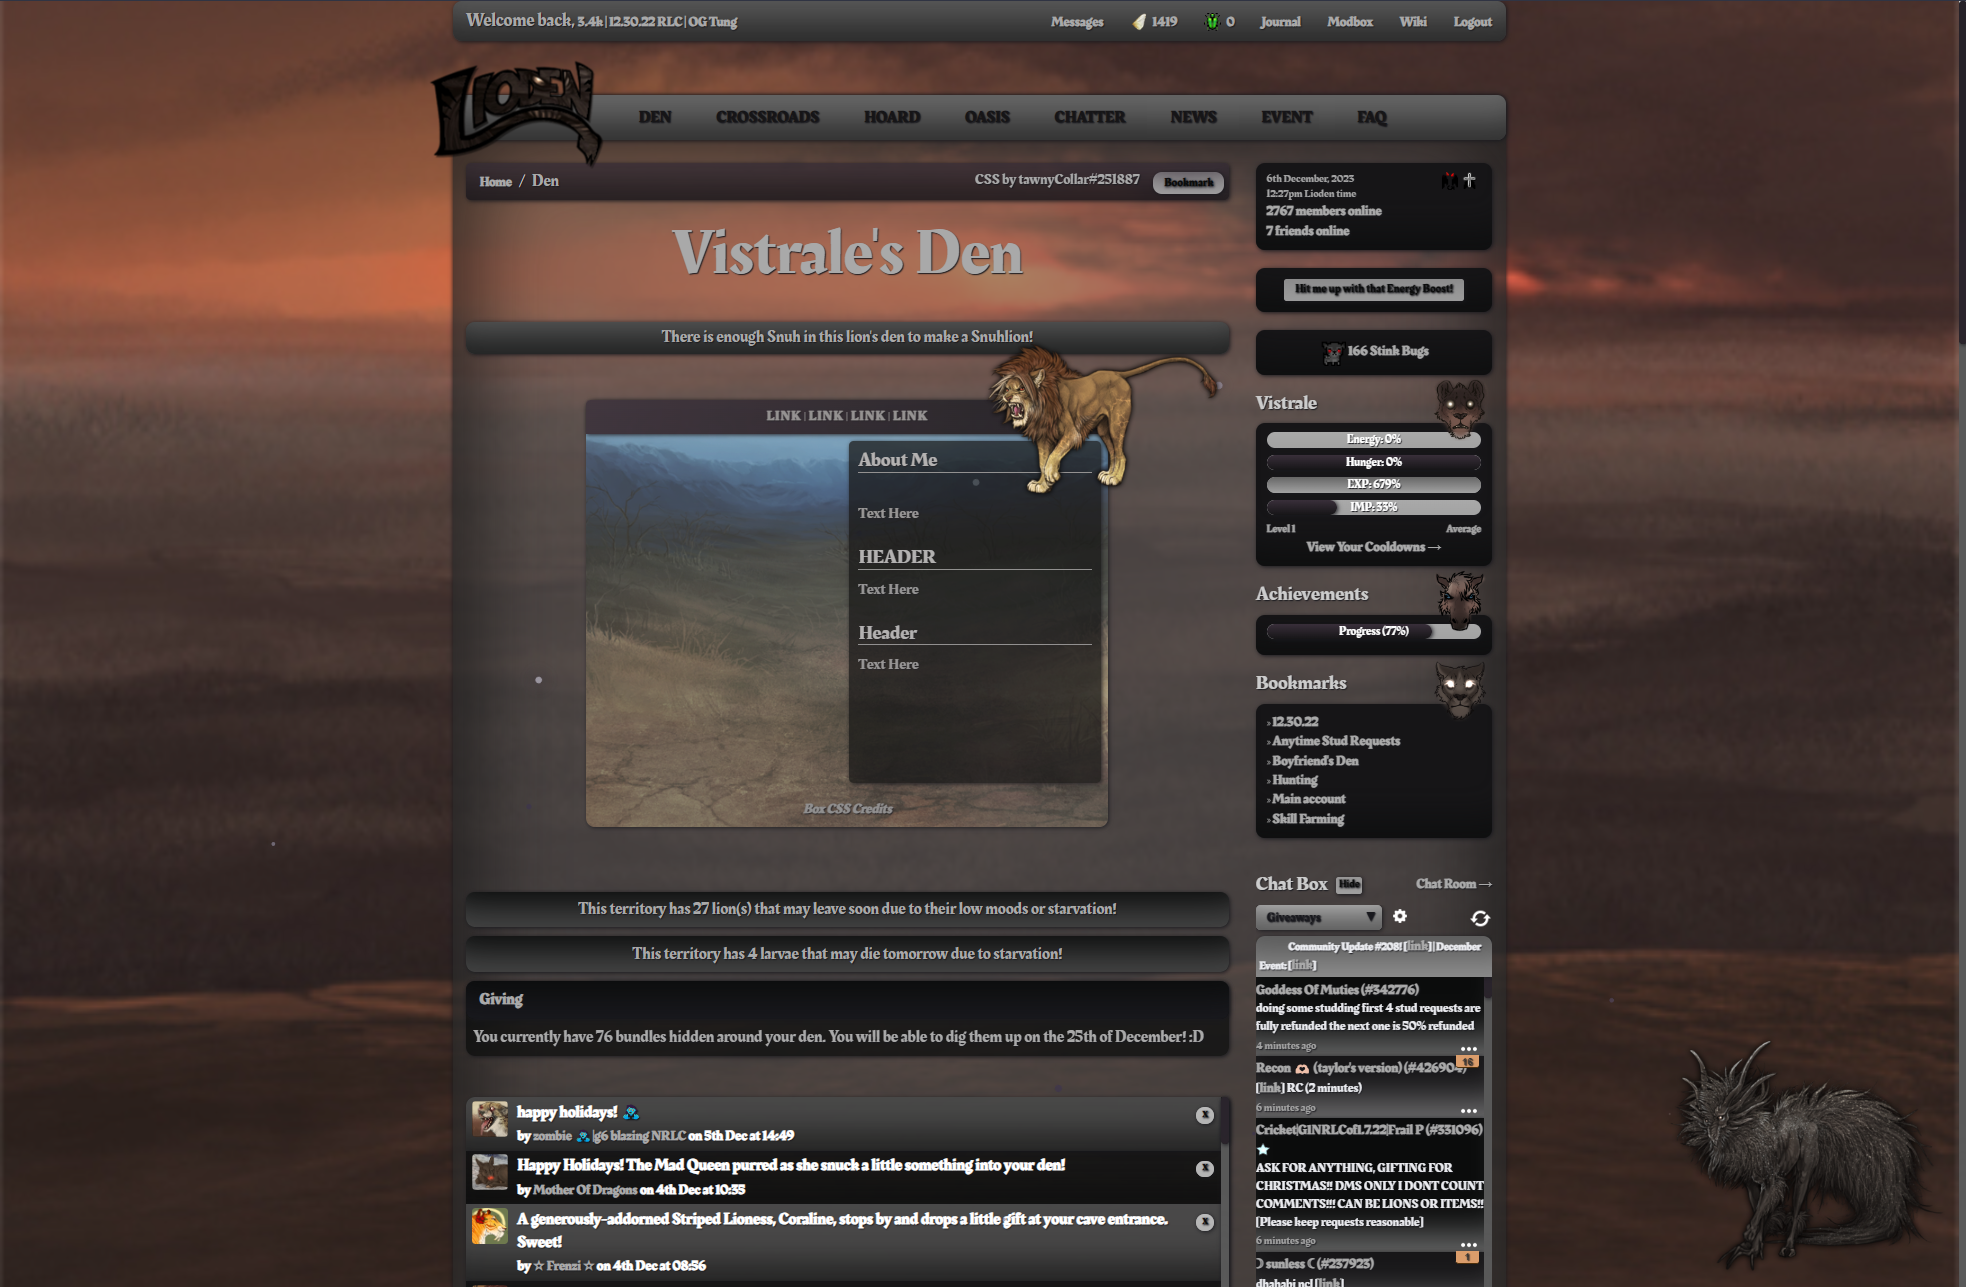 Welcome back, 3.4k | 12.30.22 RLC | OG Tung
Messages 1419 0 Journal Modbox Wiki Logout
LIODEN
DEN CROSSROADS HOARD OASIS CHATTER NEWS EVENT FAQ
Home / Den
CSS by tawnyCollar#251887 Bookmark
Vistrale's Den
There is enough Snuh in this lion's den to make a Snuhlion!
LINK | LINK | LINK | LINK
About Me
Text Here
HEADER
Text Here
Header
Text Here
Box CSS Credits
This territory has 27 lion(s) that may leave soon due to their low moods or starvation!
This territory has 4 larvae that may die tomorrow due to starvation!
Giving
You currently have 76 bundles hidden around your den. You will be able to dig them up on the 25th of December! :D
happy holidays!
by zombie |g6 blazing NRLC on 5th Dec at 14:49
x
Happy Holidays! The Mad Queen purred as she snuck a little something into your den!
by Mother Of Dragons on 4th Dec at 10:35
x
A generously-addorned Striped Lioness, Coraline, stops by and drops a little gift at your cave entrance.
Sweet!
by ☆ Frenzi ☆ on 4th Dec at 08:56
x
6th December, 2023
12:27pm Lioden time
2767 members online
7 friends online
Hit me up with that Energy Boost!
166 Stink Bugs
Vistrale
Energy: 0%
Hunger: 0%
EXP: 679%
IMP: 33%
Level 1 Average
View Your Cooldowns →
Achievements
Progress (77%)
Bookmarks
» 12.30.22
» Anytime Stud Requests
» Boyfriend's Den
» Hunting
» Main account
» Skill Farming
Chat Box Hide Chat Room →
Giveaways ▼
Community Update #208! [link] | December
Event: [link]
Goddess Of Muties (#342776)
doing some studding first 4 stud requests are
fully refunded the next one is 50% refunded
4 minutes ago
16
Recon (taylor's version) (#426904)
[link] RC (2 minutes)
6 minutes ago
Cricket|G1NRLCof1.7.22|Frail P (#331096)
★
ASK FOR ANYTHING, GIFTING FOR
CHRISTMAS!! DMS ONLY I DONT COUNT
COMMENTS!!! CAN BE LIONS OR ITEMS!!
[Please keep requests reasonable]
6 minutes ago
1
sunless ☾ (#237923)
dhahabi ncl [link]